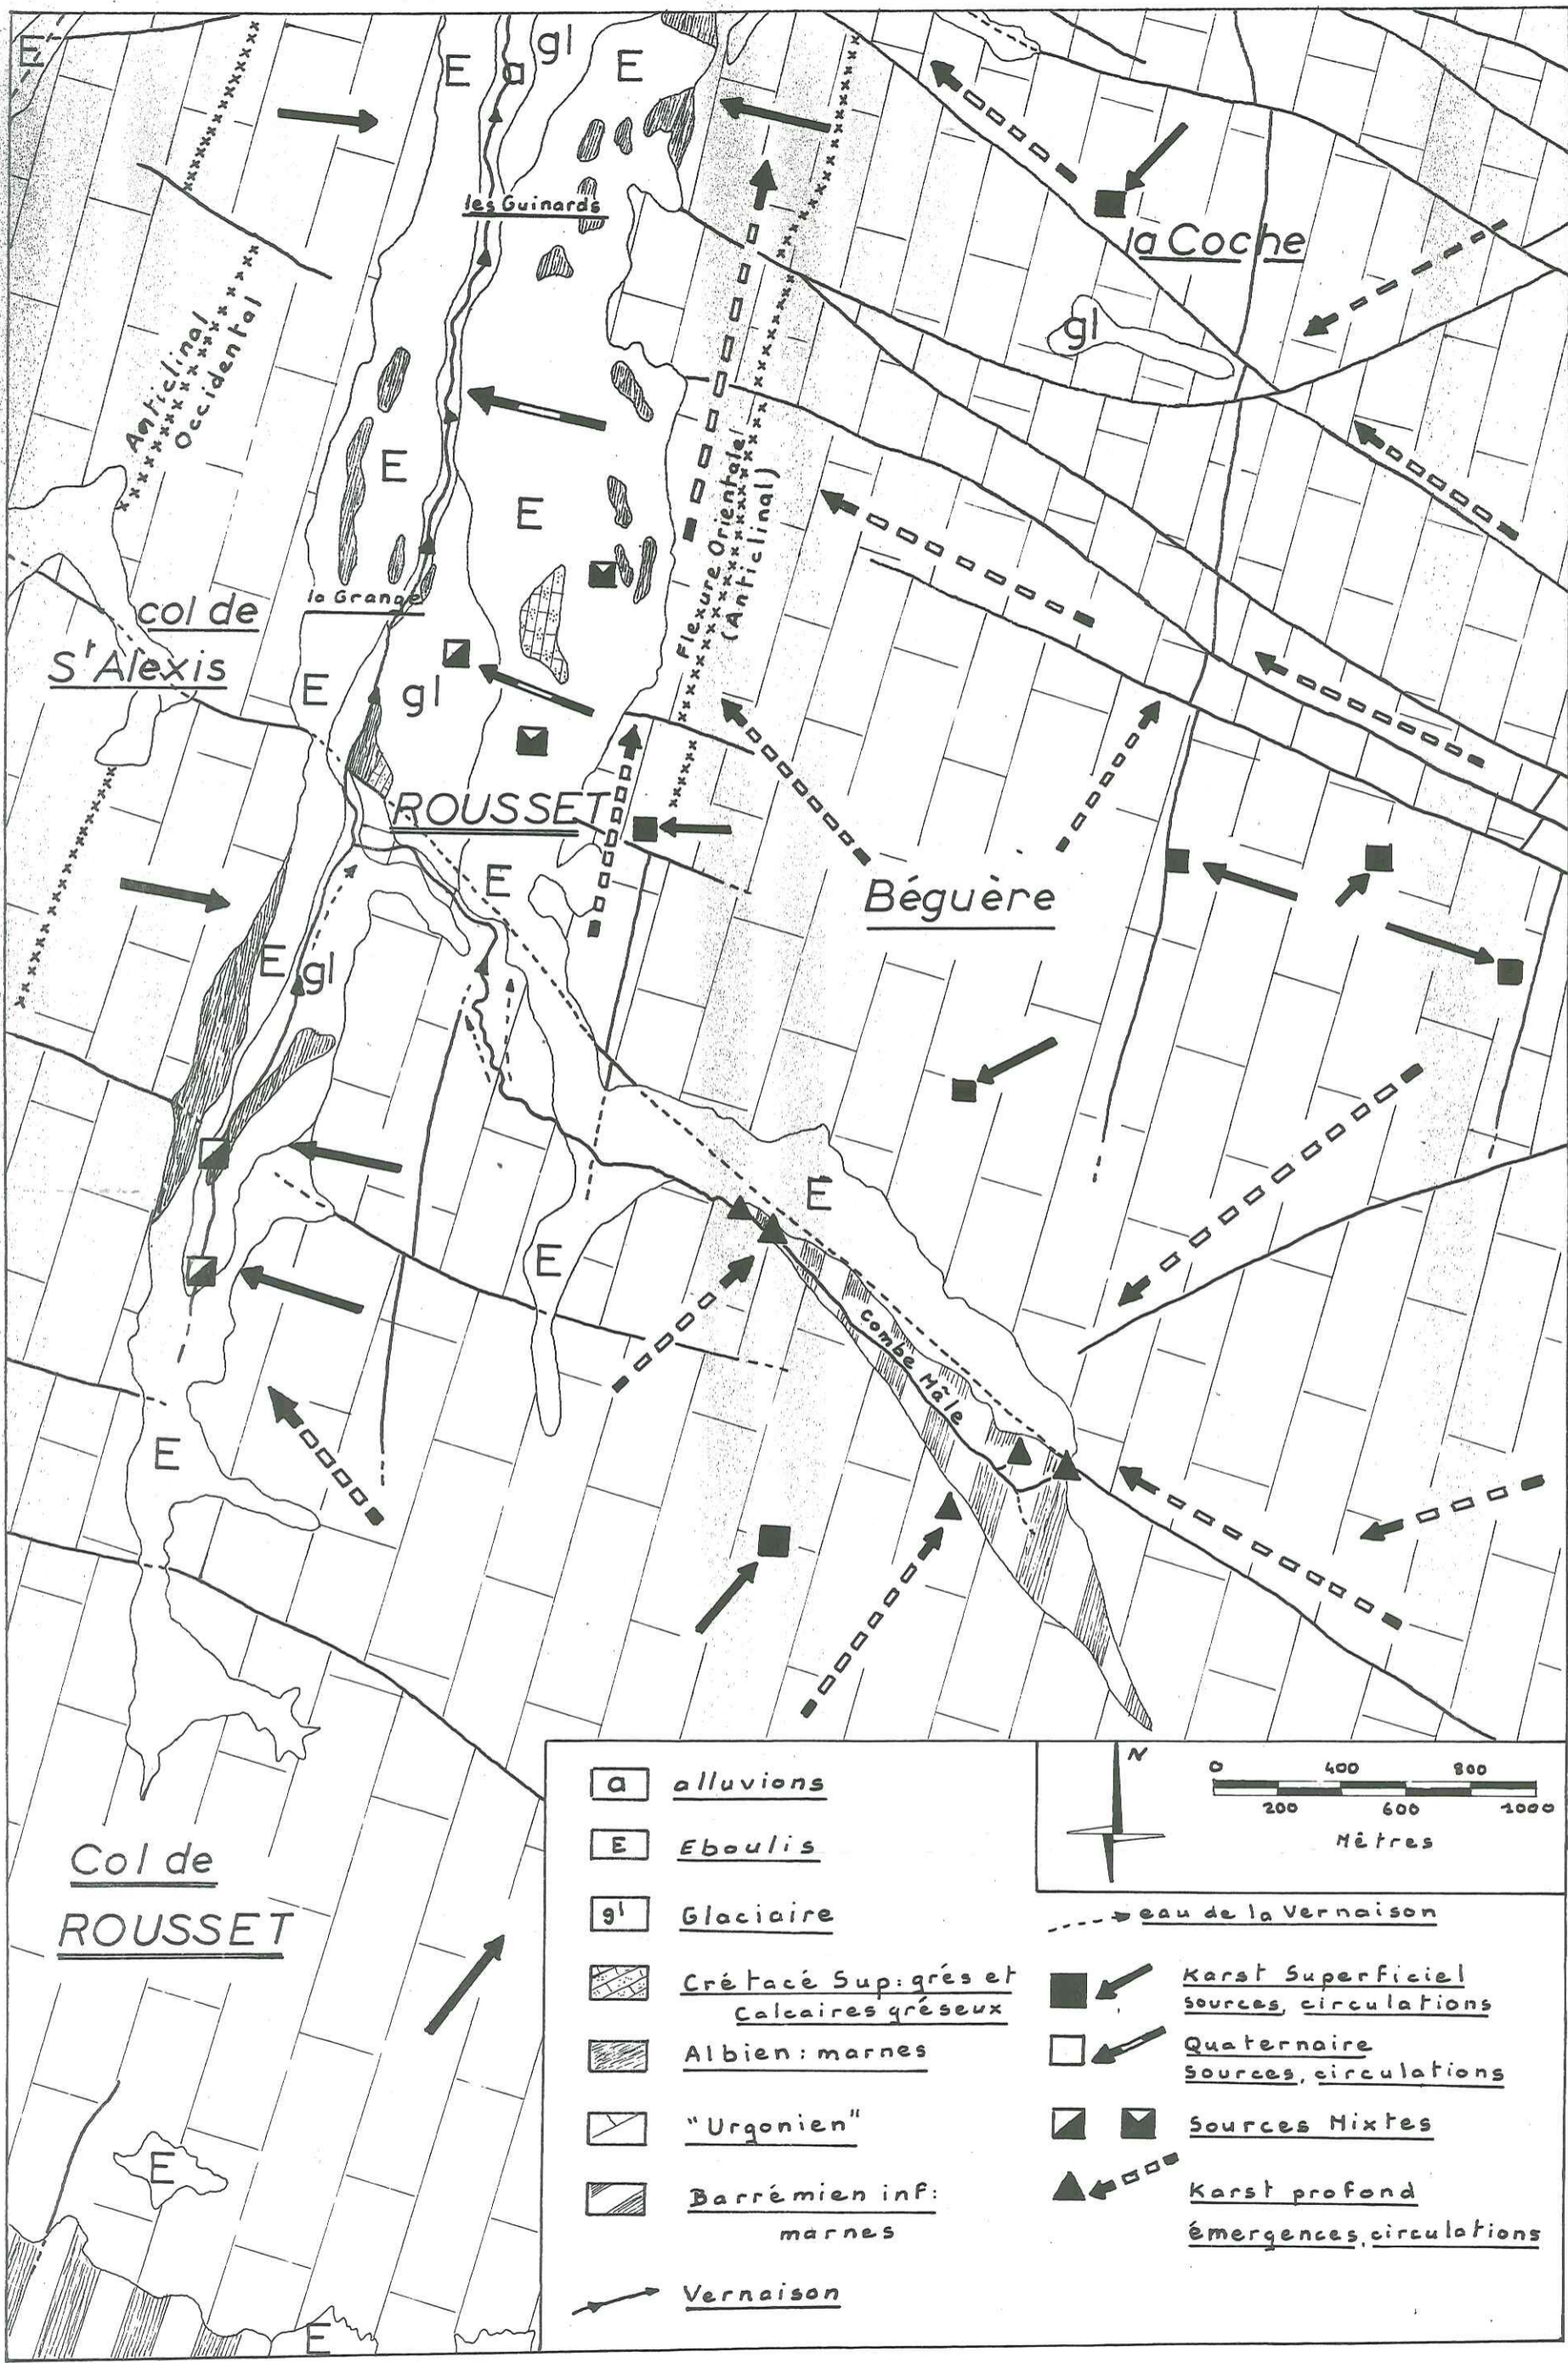 E
E
a
gl
E
les Guinards
la Coche
gl
Anticlinal
Occidental
E
E
Flexure Orientale
(Anticlinal)
la Grange
col de
St Alexis
E
gl
ROUSSET
E
Béguère
E
gl
E
E
combe Mâle
E
Col de
ROUSSET
E
E
a alluvions
E Eboulis
gl Glaciaire
Crétacé Sup: grés et
Calcaires gréseux
Albien: marnes
"Urgonien"
Barrémien inf:
marnes
Vernaison
N
0 400 800
200 600 1000
Mètres
eau de la Vernaison
Karst Superficiel
Sources, circulations
Quaternaire
Sources, circulations
Sources Mixtes
Karst profond
émergences, circulations